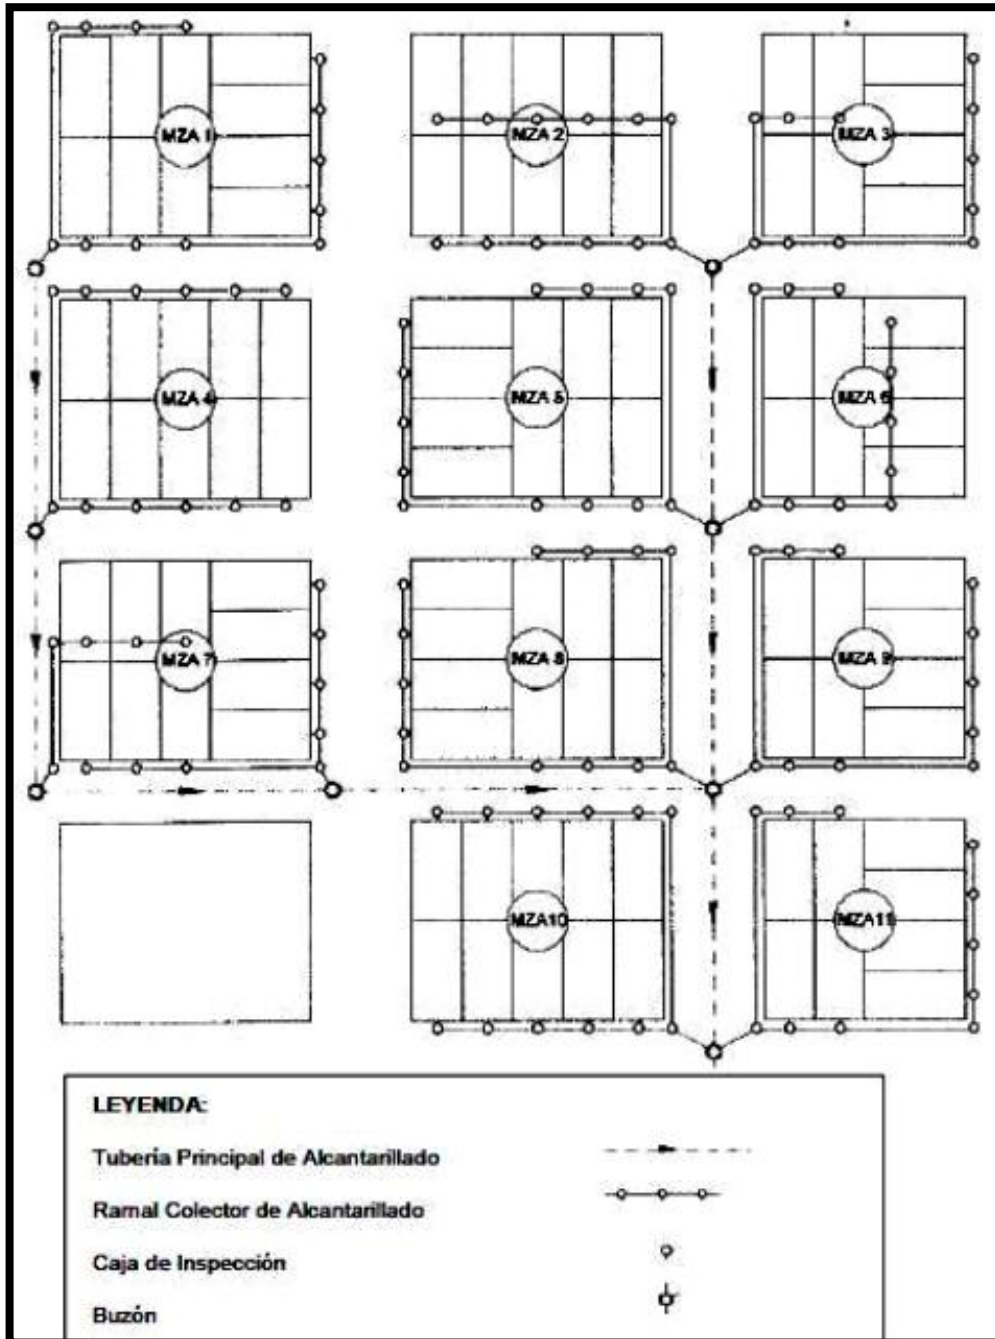 MZA 1
MZA 2
MZA 3
MZA 4
MZA 5
MZA 6
MZA 7
MZA 8
MZA 9
MZA10
MZA11
LEYENDA:
Tubería Principal de Alcantarillado
Ramal Colector de Alcantarillado
Caja de Inspección
Buzón